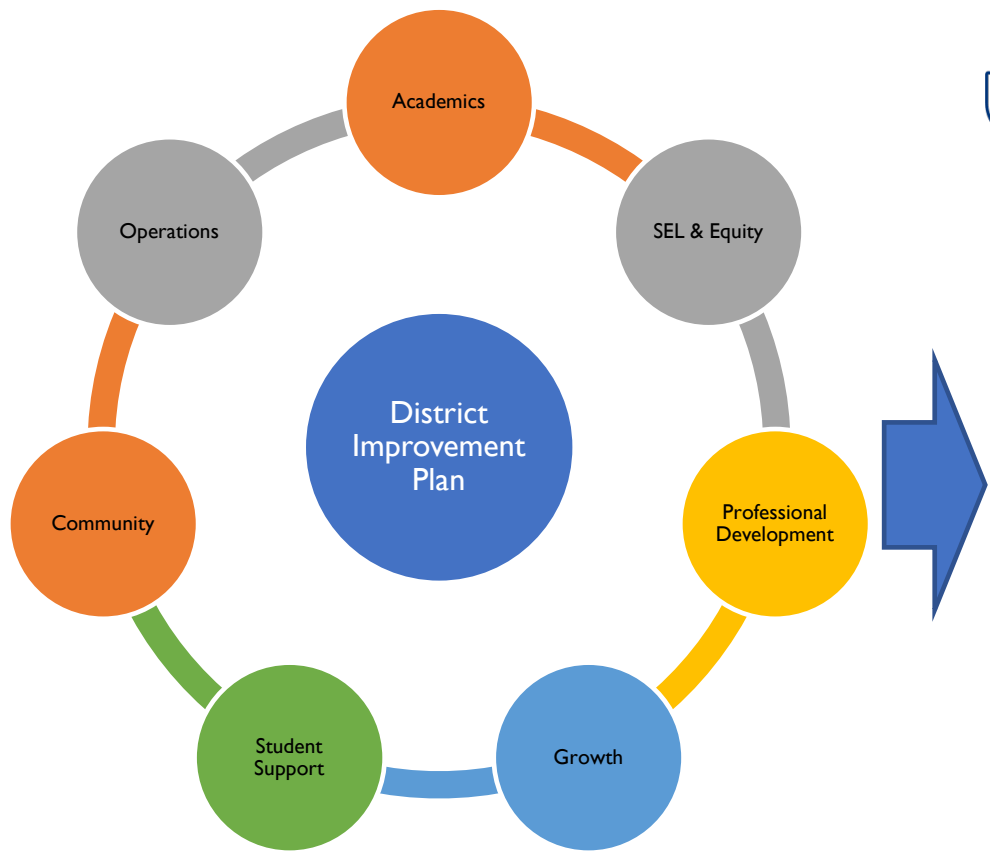 Academics
SEL & Equity
Professional
Development
Growth
Student
Support
Community
Operations
District
Improvement
Plan